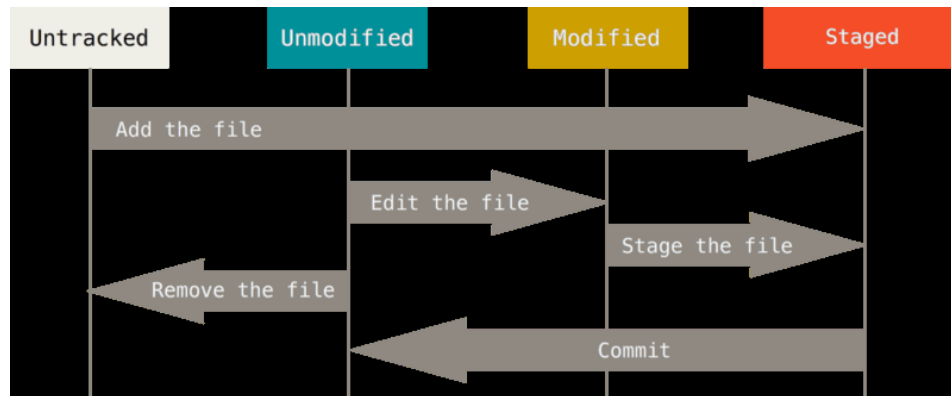 Untracked
Unmodified
Modified
Staged
Add the file
Edit the file
Stage the file
Remove the file
Commit